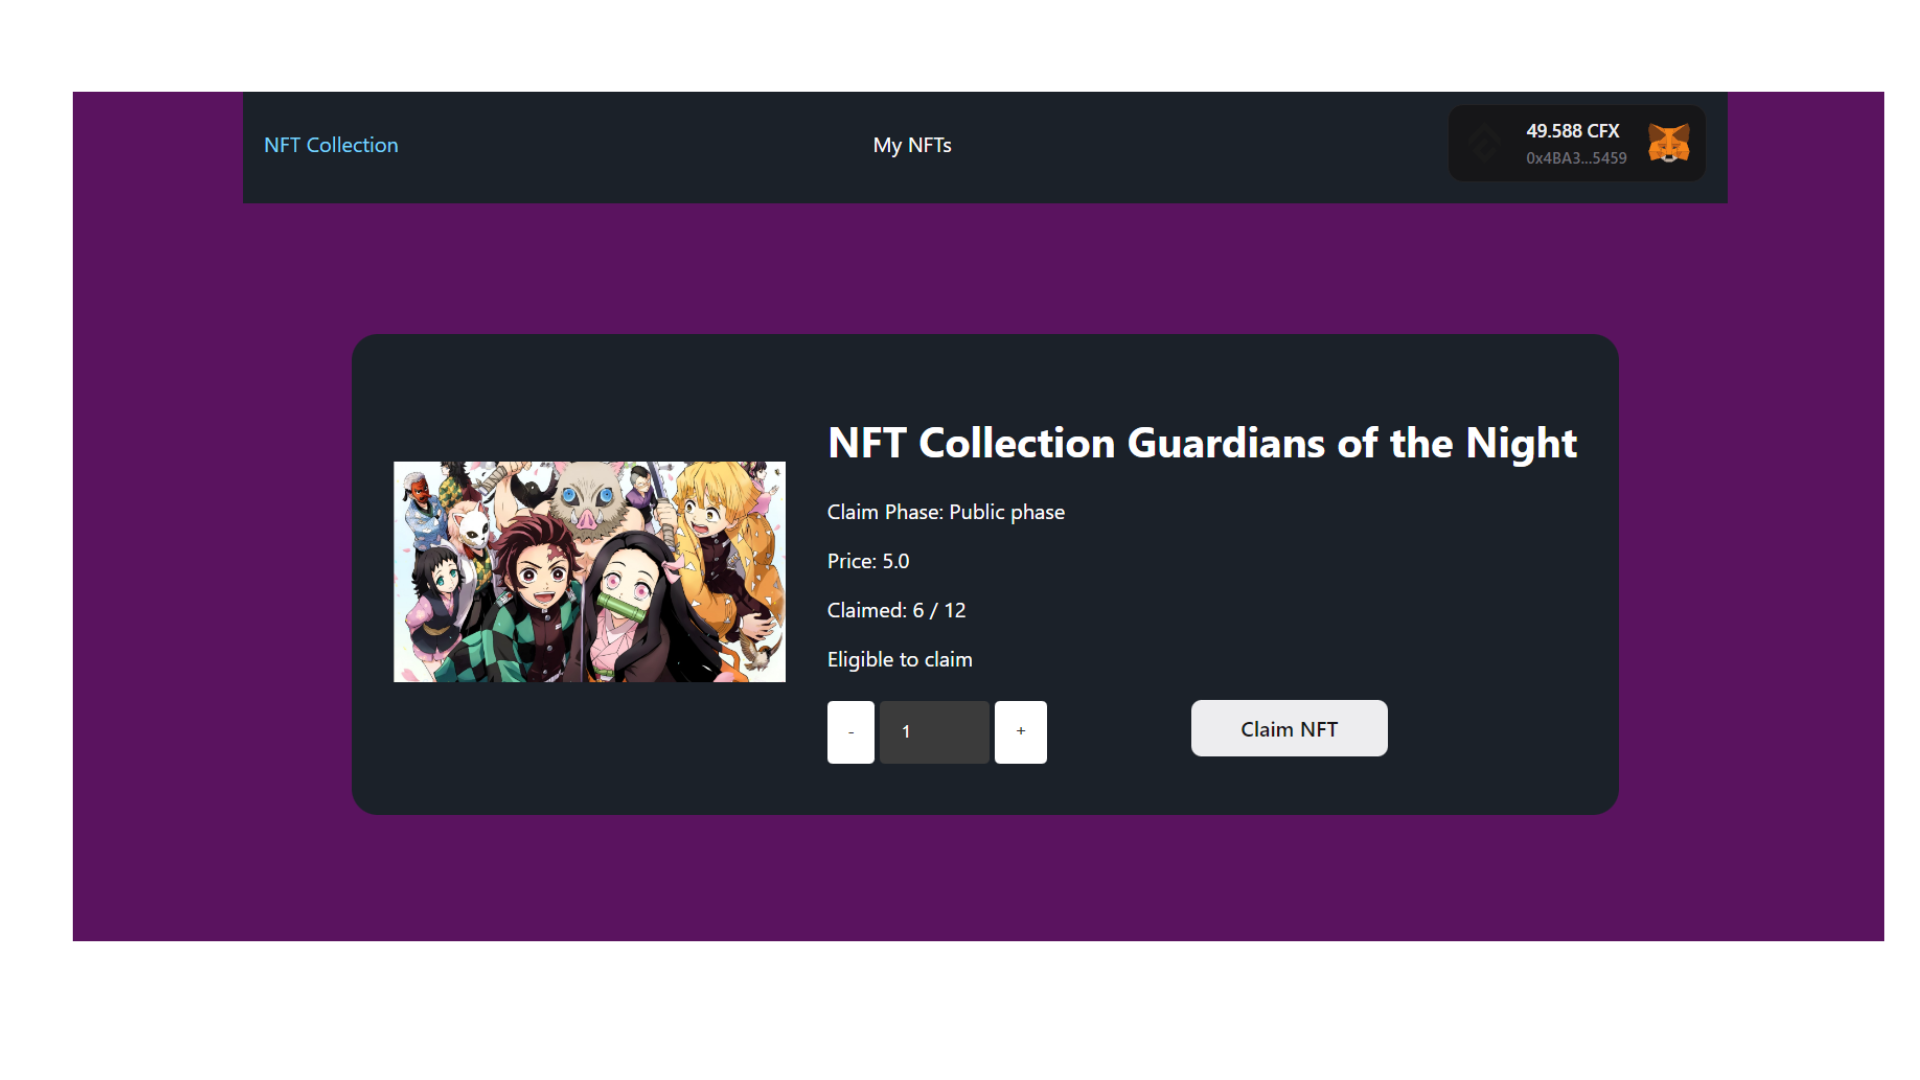 NFT Collection
My NFTs
49.588 CFX
0x4BA3...5459
NFT Collection Guardians of the Night
Claim Phase: Public phase
Price: 5.0
Claimed: 6 / 12
Eligible to claim
- 1 +
Claim NFT